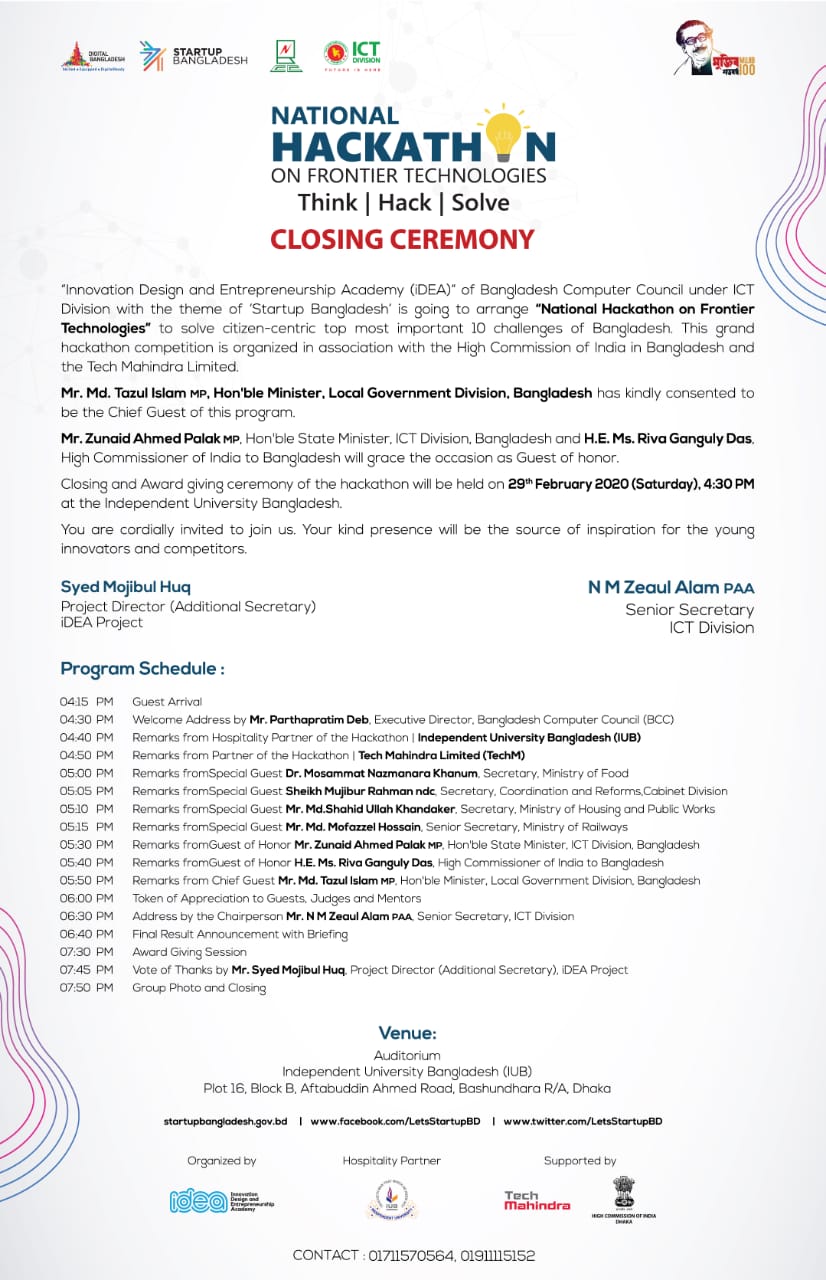 DIGITAL
BANGLADESH
STARTUP
BANGLADESH
ICT
DIVISION
FUTURE IS HERE
মুজিব
শতবর্ষ
MUJIB
100
NATIONAL
HACKATHON
ON FRONTIER TECHNOLOGIES
Think | Hack | Solve
CLOSING CEREMONY
“Innovation Design and Entrepreneurship Academy (iDEA)” of Bangladesh Computer Council under ICT
Division with the theme of ‘Startup Bangladesh’ is going to arrange “National Hackathon on Frontier
Technologies” to solve citizen-centric top most important 10 challenges of Bangladesh. This grand
hackathon competition is organized in association with the High Commission of India in Bangladesh and
the Tech Mahindra Limited.
Mr. Md. Tazul Islam MP, Hon'ble Minister, Local Government Division, Bangladesh has kindly consented to
be the Chief Guest of this program.
Mr. Zunaid Ahmed Palak MP, Hon'ble State Minister, ICT Division, Bangladesh and H.E. Ms. Riva Ganguly Das,
High Commissioner of India to Bangladesh will grace the occasion as Guest of honor.
Closing and Award giving ceremony of the hackathon will be held on 29th February 2020 (Saturday), 4:30 PM
at the Independent University Bangladesh.
You are cordially invited to join us. Your kind presence will be the source of inspiration for the young
innovators and competitors.
Syed Mojibul Huq
Project Director (Additional Secretary)
iDEA Project
N M Zeaul Alam PAA
Senior Secretary
ICT Division
Program Schedule :
04:15 PM Guest Arrival
04:30 PM Welcome Address by Mr. Parthapratim Deb, Executive Director, Bangladesh Computer Council (BCC)
04:40 PM Remarks from Hospitality Partner of the Hackathon | Independent University Bangladesh (IUB)
04:50 PM Remarks from Partner of the Hackathon | Tech Mahindra Limited (TechM)
05:00 PM Remarks fromSpecial Guest Dr. Mosammat Nazmanara Khanum, Secretary, Ministry of Food
05:05 PM Remarks fromSpecial Guest Sheikh Mujibur Rahman ndc, Secretary, Coordination and Reforms,Cabinet Division
05:10 PM Remarks fromSpecial Guest Mr. Md.Shahid Ullah Khandaker, Secretary, Ministry of Housing and Public Works
05:15 PM Remarks fromSpecial Guest Mr. Md. Mofazzel Hossain, Senior Secretary, Ministry of Railways
05:30 PM Remarks fromGuest of Honor Mr. Zunaid Ahmed Palak MP, Hon'ble State Minister, ICT Division, Bangladesh
05:40 PM Remarks fromGuest of Honor H.E. Ms. Riva Ganguly Das, High Commissioner of India to Bangladesh
05:50 PM Remarks from Chief Guest Mr. Md. Tazul Islam MP, Hon'ble Minister, Local Government Division, Bangladesh
06:00 PM Token of Appreciation to Guests, Judges and Mentors
06:30 PM Address by the Chairperson Mr. N M Zeaul Alam PAA, Senior Secretary, ICT Division
06:40 PM Final Result Announcement with Briefing
07:30 PM Award Giving Session
07:45 PM Vote of Thanks by Mr. Syed Mojibul Huq, Project Director (Additional Secretary), iDEA Project
07:50 PM Group Photo and Closing
Venue:
Auditorium
Independent University Bangladesh (IUB)
Plot 16, Block B, Aftabuddin Ahmed Road, Bashundhara R/A, Dhaka
startupbangladesh.gov.bd | www.facebook.com/LetsStartupBD | www.twitter.com/LetsStartupBD
Organized by
Hospitality Partner
Supported by
idea
Innovation
Design and
Entrepreneurship
Academy
IUB
Tech
Mahindra
HIGH COMMISSION OF INDIA
DHAKA
CONTACT : 01711570564, 01911115152